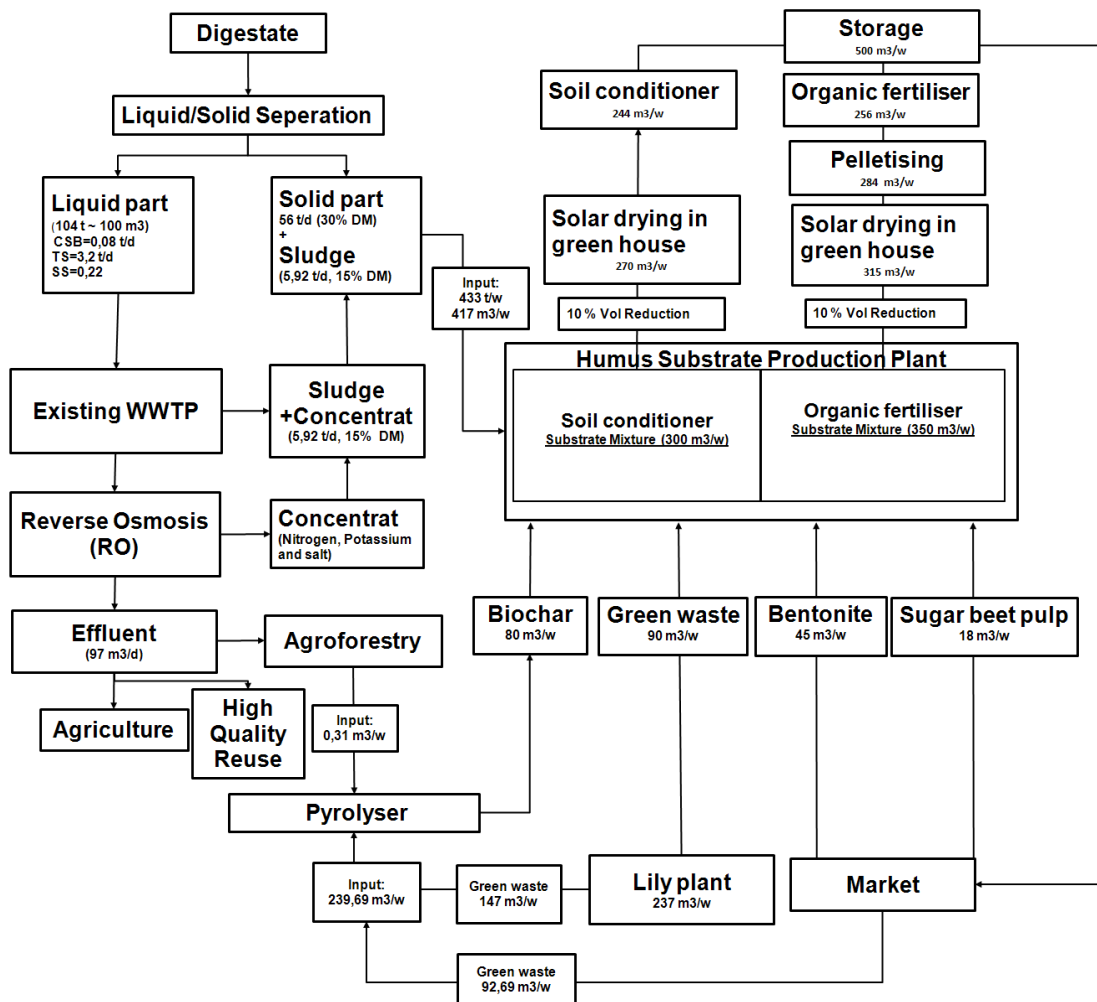 Digestate
Liquid/Solid Seperation
Liquid part
(104 t ~ 100 m3)
CSB=0,08 t/d
TS=3,2 t/d
SS=0,22
Solid part
56 t/d (30% DM)
+
Sludge
(5,92 t/d, 15% DM)
Input:
433 t/w
417 m3/w
Existing WWTP
Sludge
+Concentrat
(5,92 t/d, 15% DM)
Reverse Osmosis
(RO)
Concentrat
(Nitrogen, Potassium
and salt)
Effluent
(97 m3/d)
Agroforestry
Agriculture
High
Quality
Reuse
Input:
0,31 m3/w
Pyrolyser
Input:
239,69 m3/w
Green waste
147 m3/w
Lily plant
237 m3/w
Market
Green waste
92,69 m3/w
Storage
500 m3/w
Soil conditioner
244 m3/w
Organic fertiliser
256 m3/w
Pelletising
284 m3/w
Solar drying in
green house
270 m3/w
Solar drying in
green house
315 m3/w
10 % Vol Reduction
10 % Vol Reduction
Humus Substrate Production Plant
Soil conditioner
Substrate Mixture (300 m3/w)
Organic fertiliser
Substrate Mixture (350 m3/w)
Biochar
80 m3/w
Green waste
90 m3/w
Bentonite
45 m3/w
Sugar beet pulp
18 m3/w